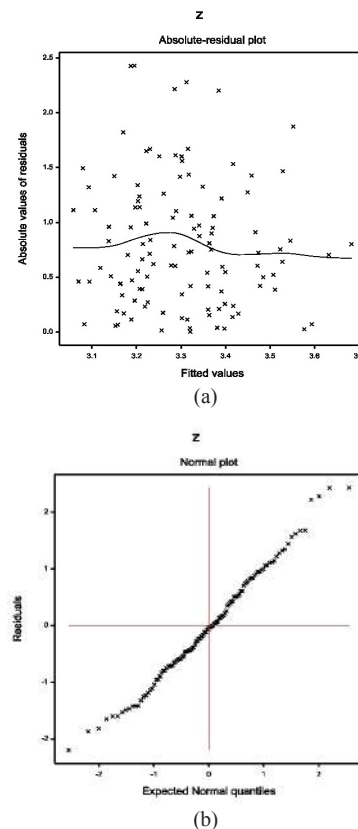 z
Absolute-residual plot
Absolute values of residuals
2.5
2.0
1.5
1.0
0.5
0.0
3.1 3.2 3.3 3.4 3.5 3.6
Fitted values
(a)
z
Normal plot
Residuals
2
1
0
-1
-2
-2 -1 0 1 2
Expected Normal quantiles
(b)